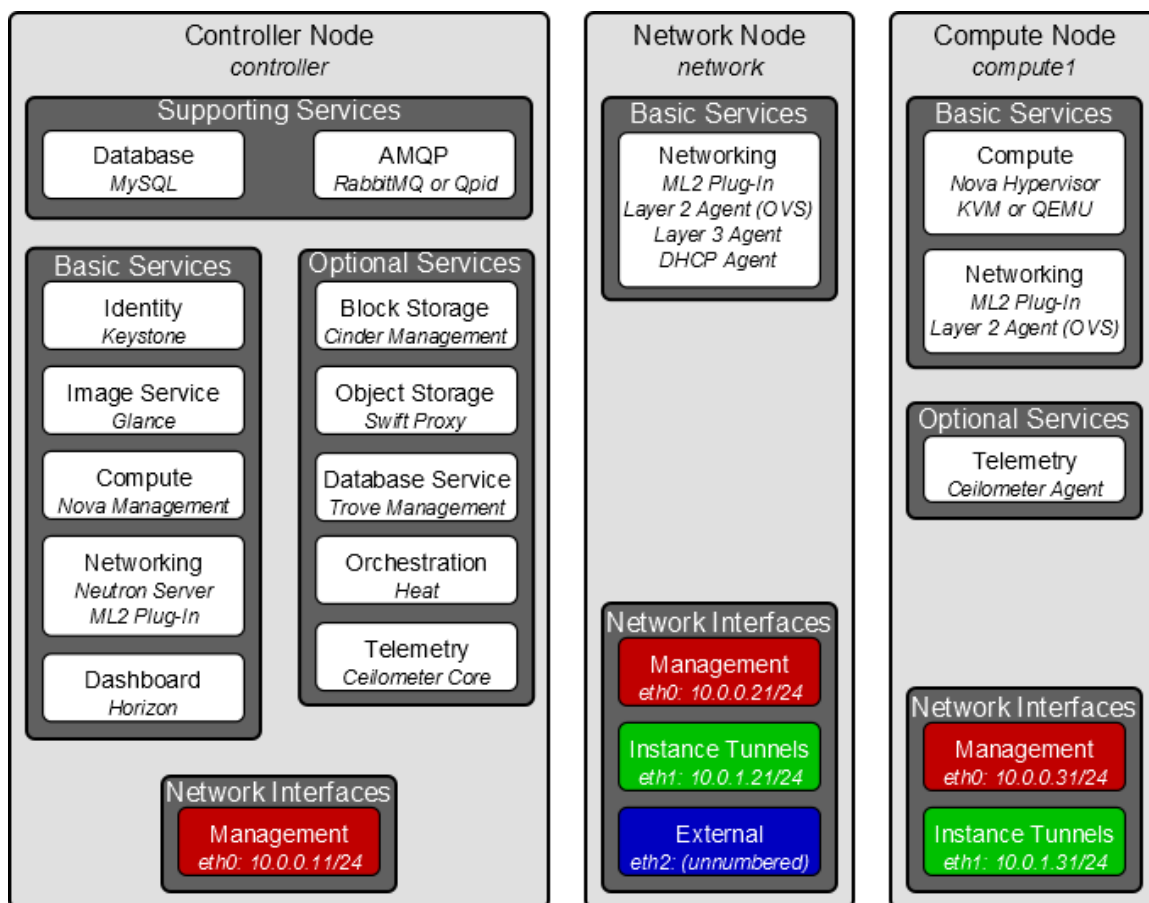 Controller Node
controller
Supporting Services
Database
MySQL
AMQP
RabbitMQ or Qpid
Basic Services
Identity
Keystone
Image Service
Glance
Compute
Nova Management
Networking
Neutron Server
ML2 Plug-In
Dashboard
Horizon
Optional Services
Block Storage
Cinder Management
Object Storage
Swift Proxy
Database Service
Trove Management
Orchestration
Heat
Telemetry
Ceilometer Core
Network Interfaces
Management
eth0: 10.0.0.11/24
Network Node
network
Basic Services
Networking
ML2 Plug-In
Layer 2 Agent (OVS)
Layer 3 Agent
DHCP Agent
Network Interfaces
Management
eth0: 10.0.0.21/24
Instance Tunnels
eth1: 10.0.1.21/24
External
eth2: (unnumbered)
Compute Node
compute1
Basic Services
Compute
Nova Hypervisor
KVM or QEMU
Networking
ML2 Plug-In
Layer 2 Agent (OVS)
Optional Services
Telemetry
Ceilometer Agent
Network Interfaces
Management
eth0: 10.0.0.31/24
Instance Tunnels
eth1: 10.0.1.31/24